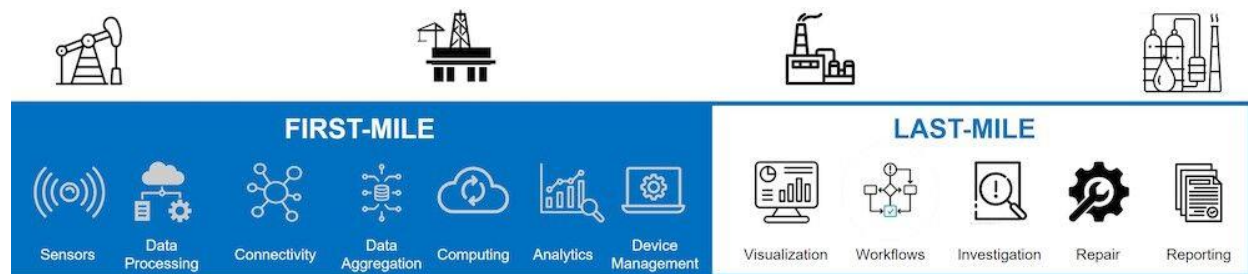 FIRST-MILE
LAST-MILE
Sensors
Data
Processing
Connectivity
Data
Aggregation
Computing
Analytics
Device
Management
Visualization
Workflows
Investigation
Repair
Reporting